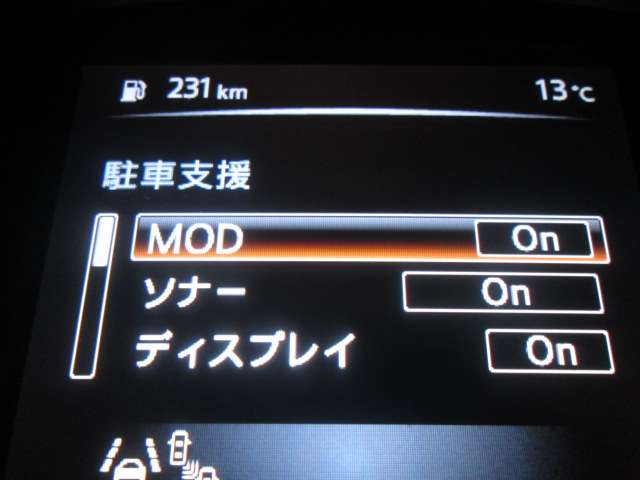 231 km 13°C
駐車支援
MOD On
ソナー On
ディスプレイ On